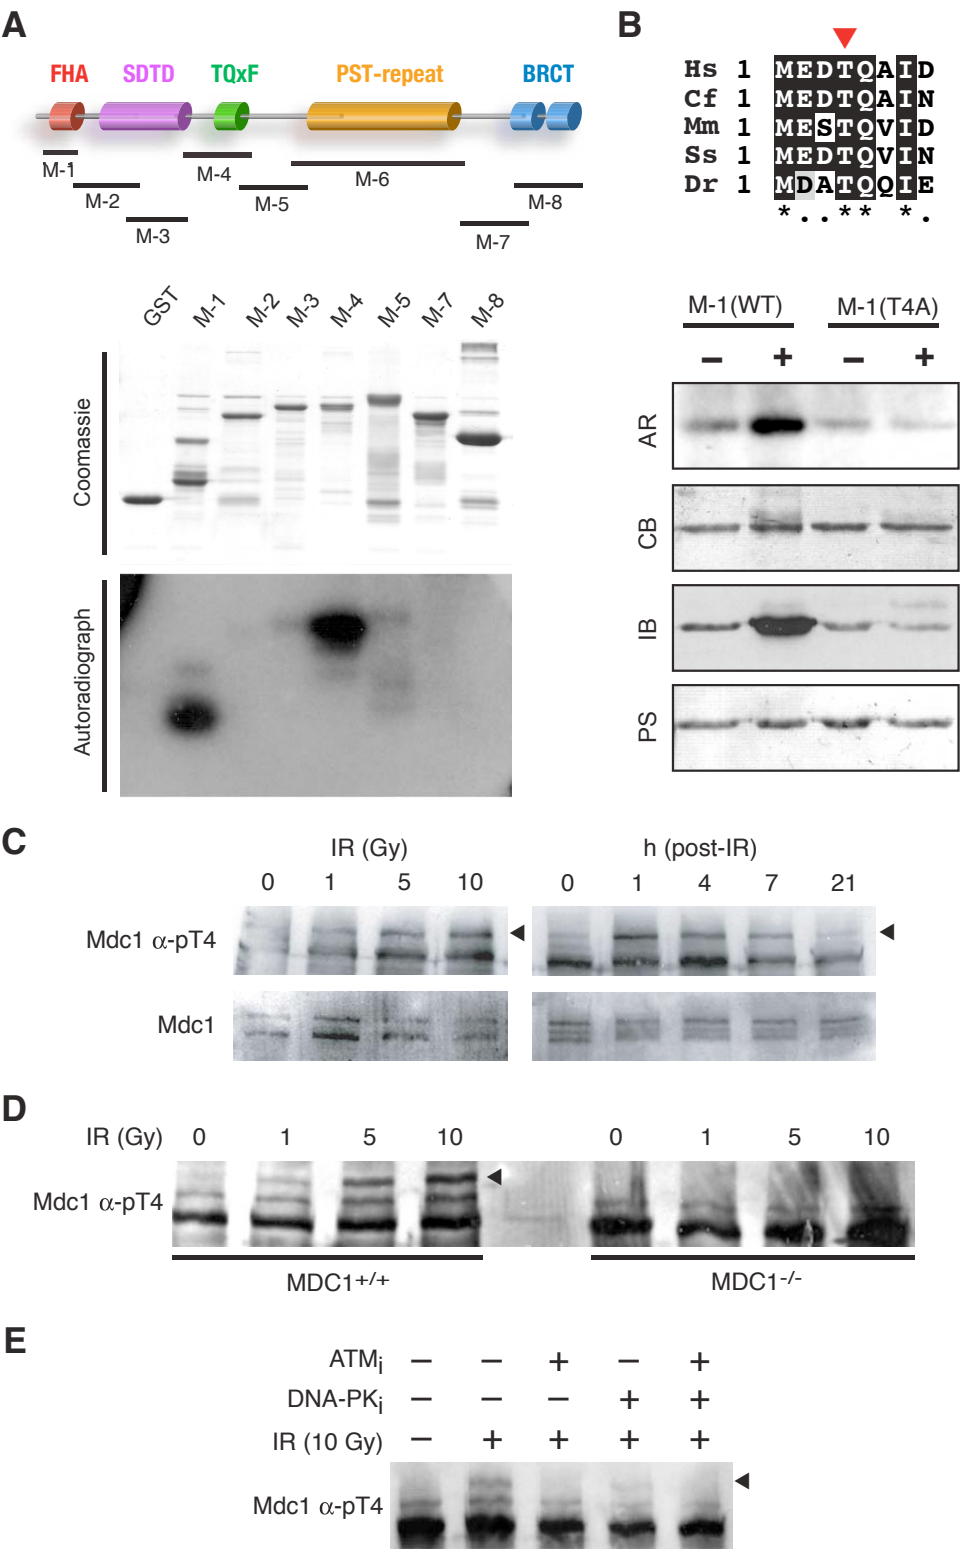 A
FHA SDTD TQxF PST-repeat BRCT
M-1
M-2
M-3
M-4
M-5
M-6
M-7
M-8
GST M-1 M-2 M-3 M-4 M-5 M-7 M-8
Coomassie
Autoradiograph
B
Hs 1 MEDTQAID
Cf 1 MEDTQAIN
Mm 1 MESTQVID
Ss 1 MEDTQVIN
Dr 1 MDATQQIE
* . . * * * .
M-1(WT) M-1(T4A)
– + – +
AR
CB
IB
PS
C
IR (Gy) h (post-IR)
0 1 5 10 0 1 4 7 21
Mdc1 α-pT4
Mdc1
D
IR (Gy) 0 1 5 10 0 1 5 10
Mdc1 α-pT4
MDC1+/+ MDC1-/-
E
ATMi – – + – +
DNA-PKi – – – + +
IR (10 Gy) – + + + +
Mdc1 α-pT4